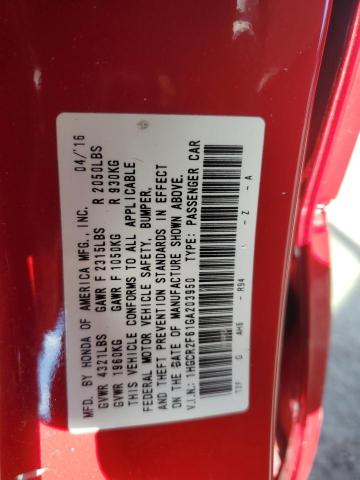 MFD. BY HONDA OF AMERICA MFG., INC. 04/'16
GVWR 4321LBS GAWR F 2315LBS R 2050LBS
GVWR 1960KG GAWR F 1050KG R 930KG
THIS VEHICLE CONFORMS TO ALL APPLICABLE
FEDERAL MOTOR VEHICLE SAFETY, BUMPER,
AND THEFT PREVENTION STANDARDS IN EFFECT
ON THE DATE OF MANUFACTURE SHOWN ABOVE.
V.I.N.: 1HGCR2F61GA203950 PASSENGER CAR
G AH6 - R94 - Z - A